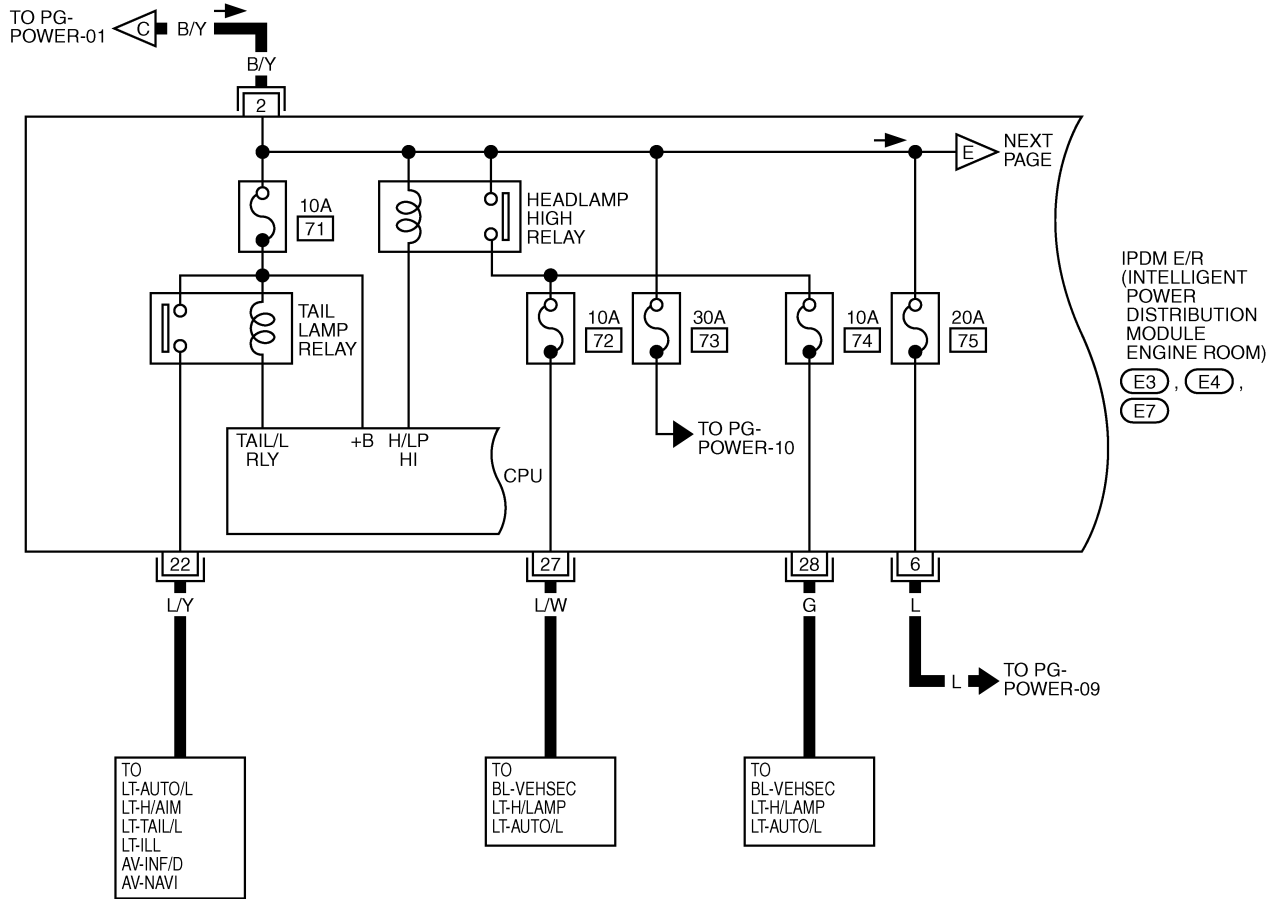 TO PG-
POWER-01
C
B/Y
B/Y
2
E
NEXT
PAGE
10A
71
HEADLAMP
HIGH
RELAY
TAIL
LAMP
RELAY
10A
72
30A
73
10A
74
20A
75
IPDM E/R
(INTELLIGENT
POWER
DISTRIBUTION
MODULE
ENGINE ROOM)
E3 , E4 ,
E7
TAIL/L
RLY
+B
H/LP
HI
CPU
TO PG-
POWER-10
22
27
28
6
L/Y
L/W
G
L
L
TO PG-
POWER-09
TO
LT-AUTO/L
LT-H/AIM
LT-TAIL/L
LT-ILL
AV-INF/D
AV-NAVI
TO
BL-VEHSEC
LT-H/LAMP
LT-AUTO/L
TO
BL-VEHSEC
LT-H/LAMP
LT-AUTO/L